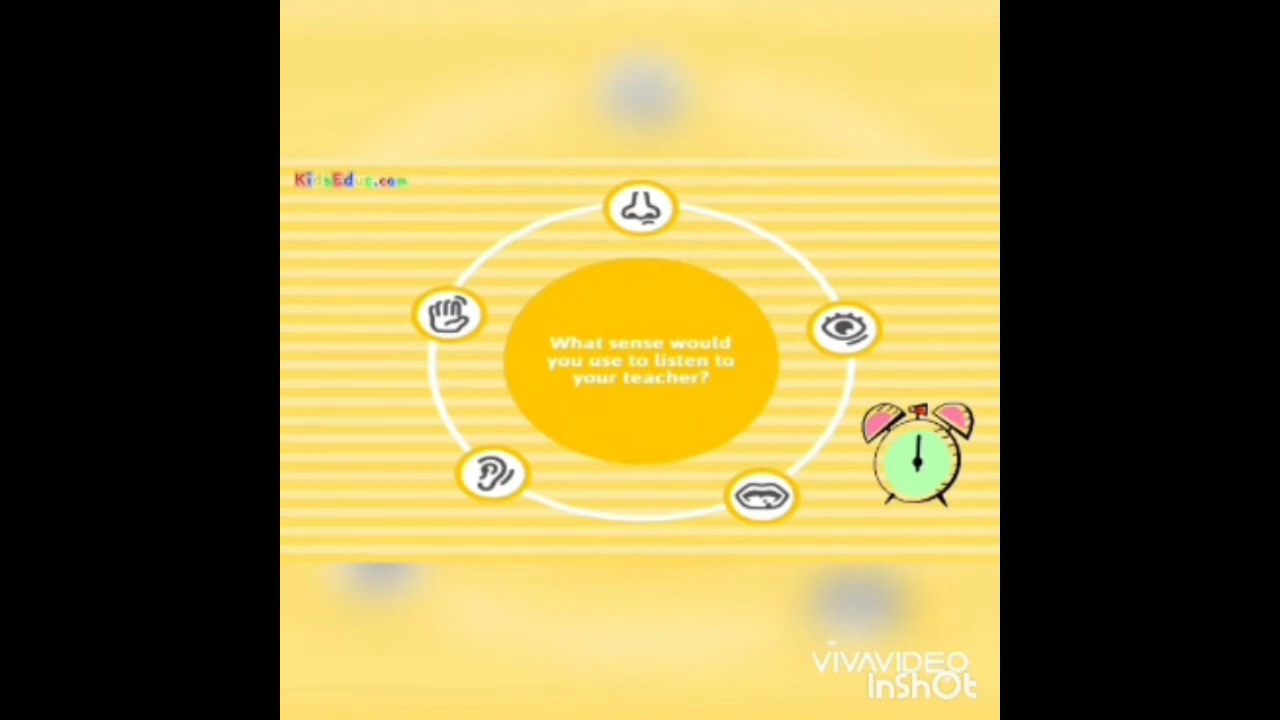 KidsEduc.com
What sense would
you use to listen to
your teacher?
VIVAVIDEO
InShOt